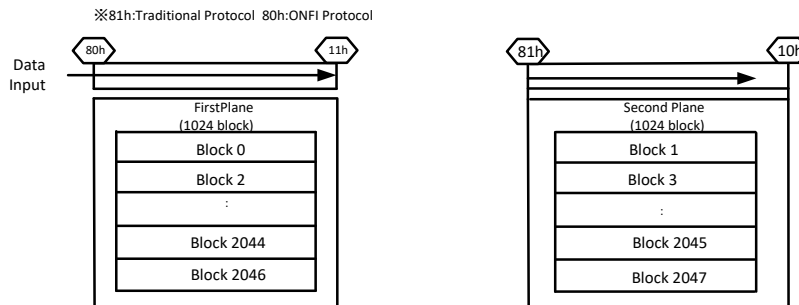 ※81h:Traditional Protocol 80h:ONFI Protocol
80h
11h
Data
Input
FirstPlane
(1024 block)
Block 0
Block 2
:
Block 2044
Block 2046
81h
10h
Second Plane
(1024 block)
Block 1
Block 3
:
Block 2045
Block 2047